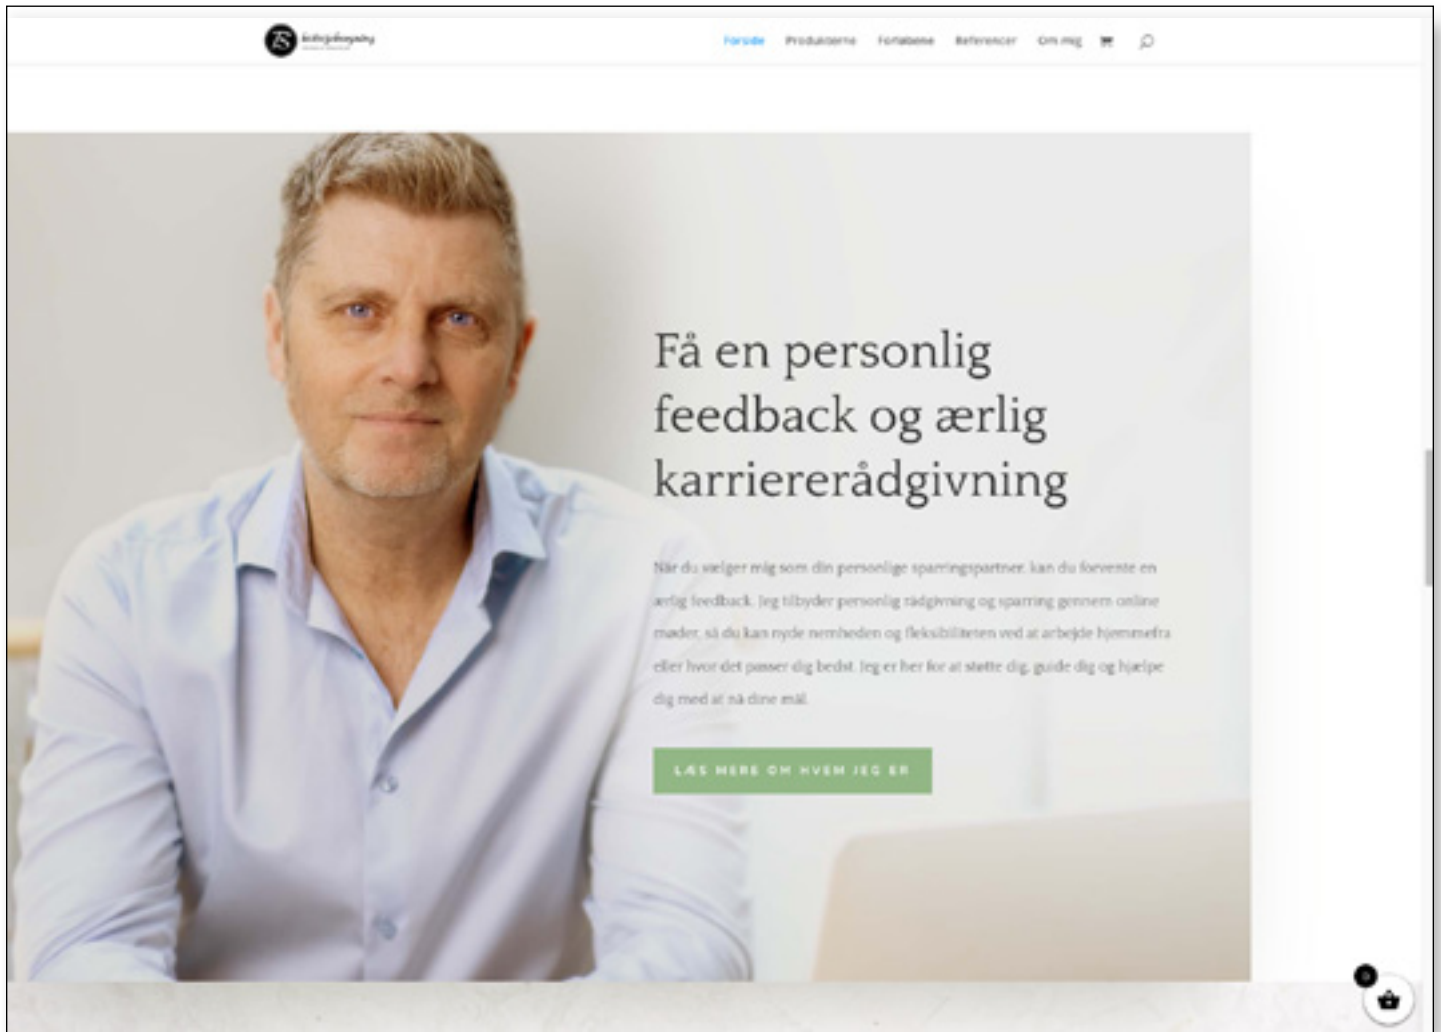 TS
Forside Produkterne Forløbene Referencer Om mig
Få en personlig
feedback og ærlig
karriererådgivning
Når du vælger mig som din personlige sparringspartner, kan du forvente en
ærlig feedback. Jeg tilbyder personlig rådgivning og sparring gennem online
møder, så du kan nyde nemheden og fleksibiliteten ved at arbejde hjemmefra
eller hvor det passer dig bedst. Jeg er her for at støtte dig, guide dig og hjælpe
dig med at nå dine mål.
LÆS MERE OM HVEM JEG ER
0